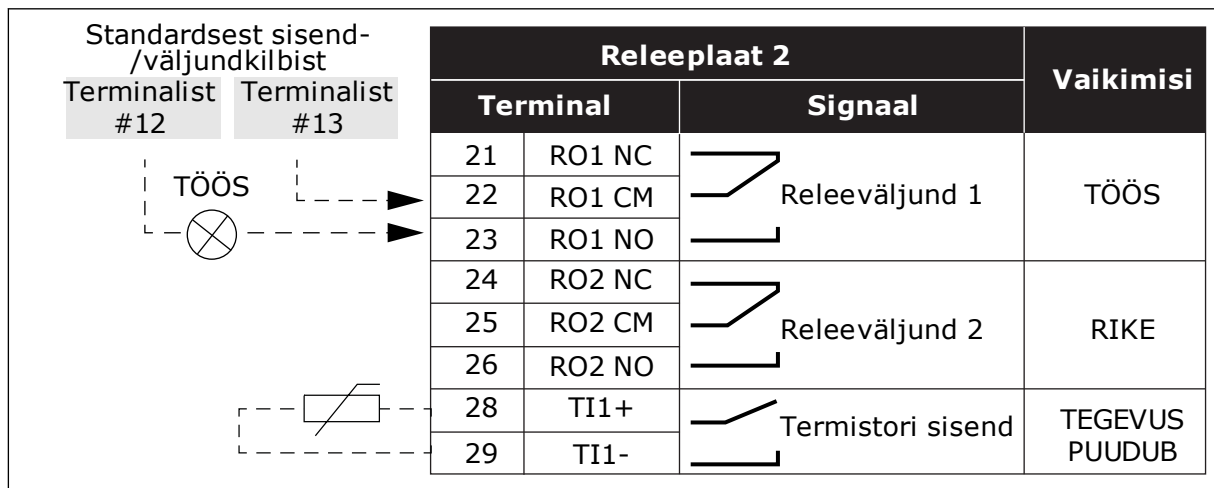 Standardsest sisend-
/väljundkilbist
Terminalist Terminalist
#12 #13
TÖÖS
Releeplaat 2 Vaikimisi
Terminal Signaal
21 RO1 NC
22 RO1 CM Releeväljund 1 TÖÖS
23 RO1 NO
24 RO2 NC
25 RO2 CM Releeväljund 2 RIKE
26 RO2 NO
28 TI1+ Termistori sisend TEGEVUS
29 TI1- PUUDUB